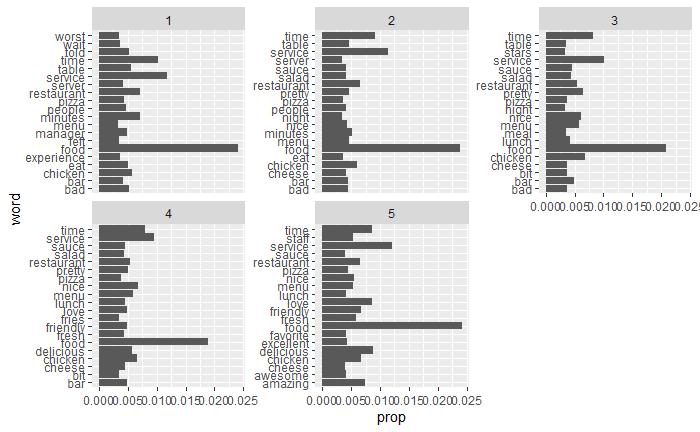 1
worst
wait
told
time
table
service
server
restaurant
pizza
people
minutes
menu
manager
left
food
experience
eat
chicken
bar
bad
2
time
table
service
server
sauce
salad
restaurant
pretty
pizza
people
night
nice
minutes
menu
food
eat
chicken
cheese
bar
bad
3
time
table
stars
service
sauce
salad
restaurant
pretty
pizza
night
nice
menu
meal
lunch
food
chicken
cheese
bit
bar
bad
0.000 0.005 0.010 0.015 0.020 0.025
word
4
time
service
sauce
salad
restaurant
pretty
pizza
nice
menu
lunch
love
fries
friendly
fresh
food
delicious
chicken
cheese
bit
bar
0.000 0.005 0.010 0.015 0.020 0.025
5
time
staff
service
sauce
restaurant
pizza
nice
menu
lunch
love
friendly
fresh
food
favorite
excellent
delicious
chicken
cheese
awesome
amazing
0.000 0.005 0.010 0.015 0.020 0.025
prop